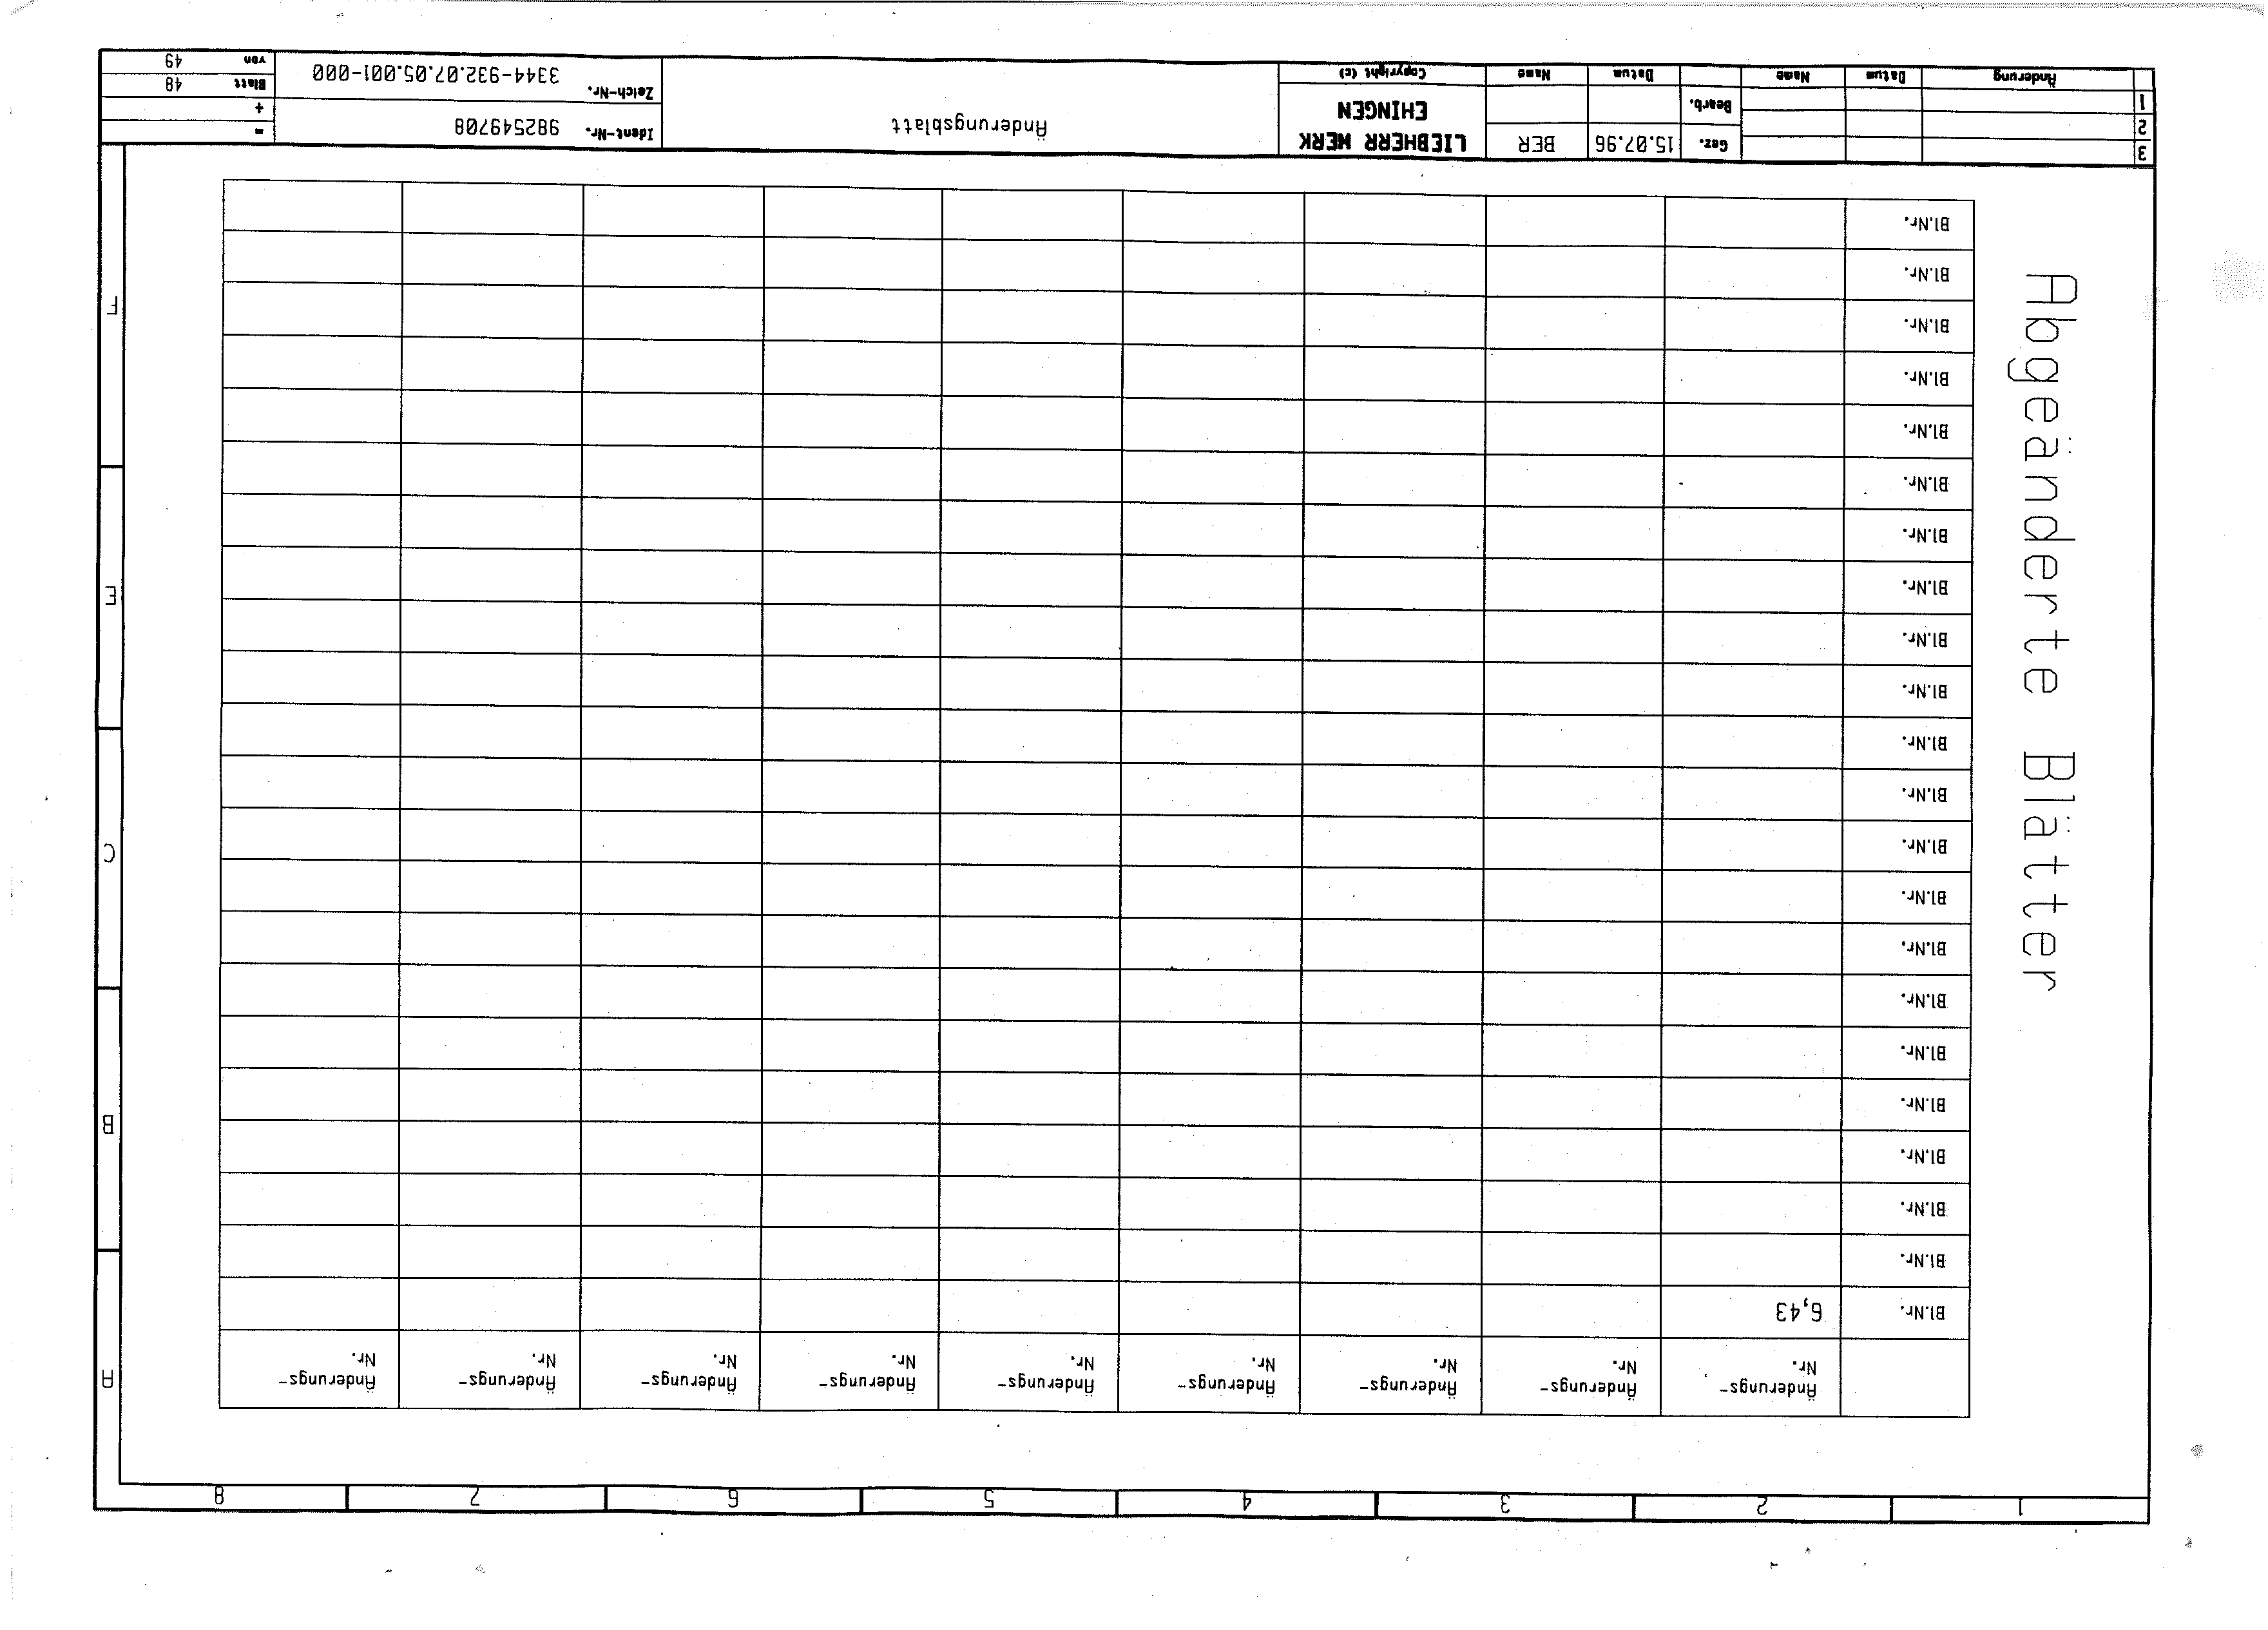 1 2 3 4 5 6 7 8
Abgeänderte Blätter
Änderungs- Änderungs- Änderungs- Änderungs- Änderungs- Änderungs- Änderungs- Änderungs- Änderungs-
Nr. Nr. Nr. Nr. Nr. Nr. Nr. Nr. Nr.
A
Bl.Nr. 6,43
Bl.Nr.
Bl.Nr.
Bl.Nr.
Bl.Nr.
B
Bl.Nr.
Bl.Nr.
Bl.Nr.
Bl.Nr.
Bl.Nr.
C
Bl.Nr.
Bl.Nr.
Bl.Nr.
Bl.Nr.
Bl.Nr.
E
Bl.Nr.
Bl.Nr.
Bl.Nr.
Bl.Nr.
Bl.Nr.
F
Bl.Nr.
Bl.Nr.
3 Gez. 15.07.96 BER LIEBHERR WERK Änderungsblatt Ident-Nr. 982549708 =
2 Bearb. EHINGEN Zeich-Nr. 3344-932.07.05.001-000 +
1 Blatt 48
Änderung Datum Name Datum Name Copyright (c) von 49